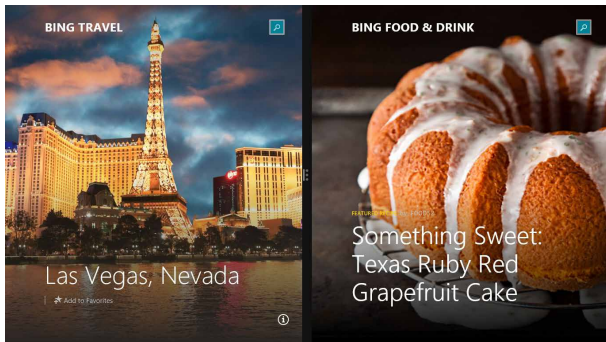 BING TRAVEL
Las Vegas, Nevada
Add to Favorites
BING FOOD & DRINK
Something Sweet:
Texas Ruby Red
Grapefruit Cake